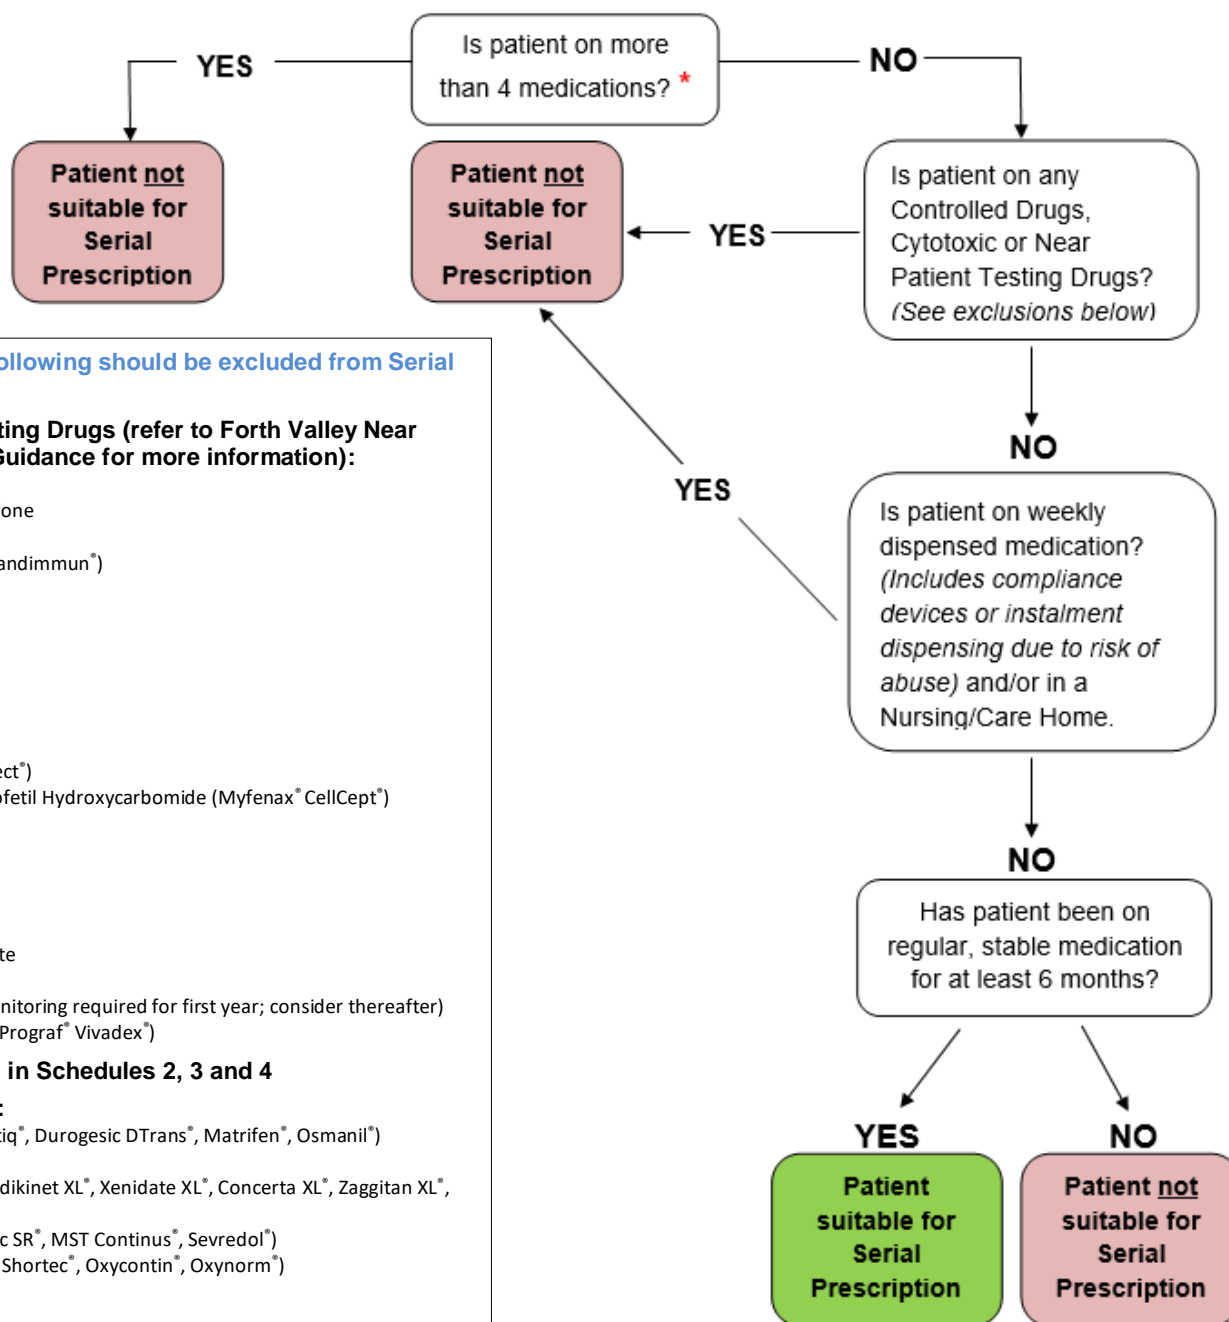 Is patient on more
than 4 medications? *
YES
NO
Patient not
suitable for
Serial
Prescription
Patient not
suitable for
Serial
Prescription
YES
Is patient on any
Controlled Drugs,
Cytotoxic or Near
Patient Testing Drugs?
(See exclusions below)
NO
YES
Is patient on weekly
dispensed medication?
(Includes compliance
devices or instalment
dispensing due to risk of
abuse) and/or in a
Nursing/Care Home.
NO
Has patient been on
regular, stable medication
for at least 6 months?
YES
NO
Patient
suitable for
Serial
Prescription
Patient not
suitable for
Serial
Prescription
ollowing should be excluded from Serial
ting Drugs (refer to Forth Valley Near
Guidance for more information):
one
andimmun®)
ect®)
ofetil Hydroxycarbomide (Myfenax® CellCept®)
te
nitoring required for first year; consider thereafter)
Prograf® Vivadex®)
in Schedules 2, 3 and 4
:
tiq®, Durogesic DTrans®, Matrifen®, Osmanil®)
dikinet XL®, Xenidate XL®, Concerta XL®, Zaggitan XL®,
c SR®, MST Continus®, Sevredol®)
Shortec®, Oxycontin®, Oxynorm®)